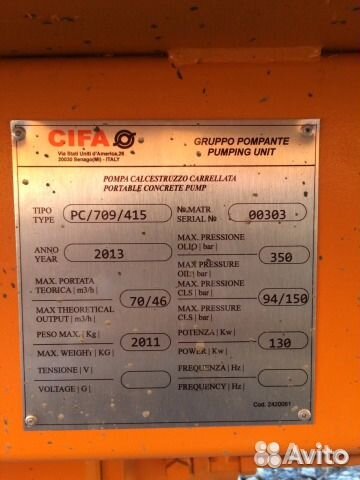 CIFA
Via Stati Uniti d'America,26
20030 Senago(MI) - ITALY
GRUPPO POMPANTE
PUMPING UNIT
POMPA CALCESTRUZZO CARRELLATA
PORTABLE CONCRETE PUMP
TIPO
TYPE
PC/709/415
№MATR.
SERIAL №
00303
ANNO
YEAR
2013
MAX. PRESSIONE
OLIO | bar|
MAX PRESSURE
OIL| bar|
350
MAX. PORTATA
TEORICA | m3/h |
MAX THEORETICAL
OUTPUT | m3/h |
70/46
MAX. PRESSIONE
CLS | bar|
MAX. PRESSURE
CLS | bar|
94/150
PESO MAX. | Kg |
MAX. WEIGHT | KG |
2011
POTENZA | Kw |
POWER | Kw |
130
TENSIONE | V |
VOLTAGE | G |
FREQUENZA | Hz |
FREQUENCY | Hz |
Cod. 2420061
Avito